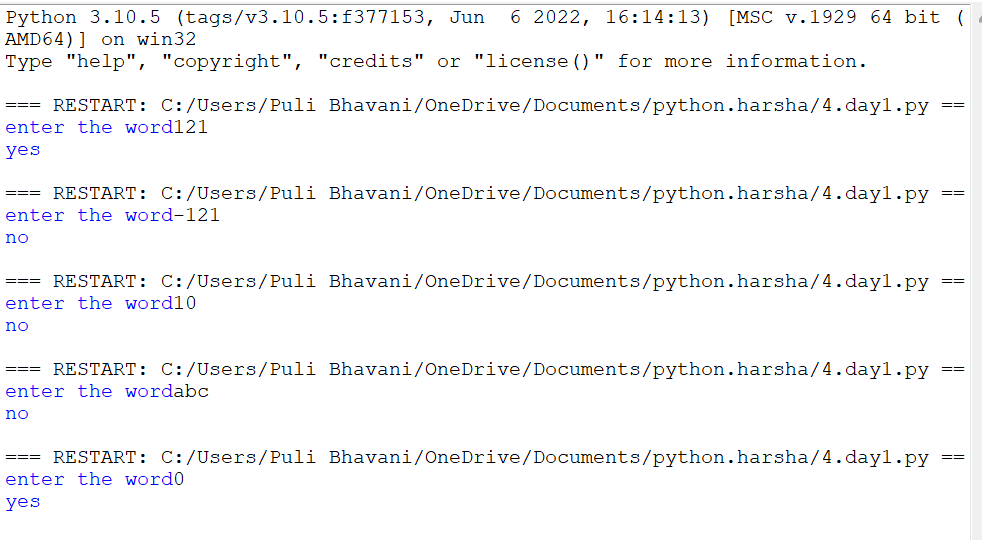 Python 3.10.5 (tags/v3.10.5:f377153, Jun  6 2022, 16:14:13) [MSC v.1929 64 bit (
AMD64)] on win32
Type "help", "copyright", "credits" or "license()" for more information.
=== RESTART: C:/Users/Puli Bhavani/OneDrive/Documents/python.harsha/4.day1.py ==
enter the word121
yes
=== RESTART: C:/Users/Puli Bhavani/OneDrive/Documents/python.harsha/4.day1.py ==
enter the word-121
no
=== RESTART: C:/Users/Puli Bhavani/OneDrive/Documents/python.harsha/4.day1.py ==
enter the word10
no
=== RESTART: C:/Users/Puli Bhavani/OneDrive/Documents/python.harsha/4.day1.py ==
enter the wordabc
no
=== RESTART: C:/Users/Puli Bhavani/OneDrive/Documents/python.harsha/4.day1.py ==
enter the word0
yes